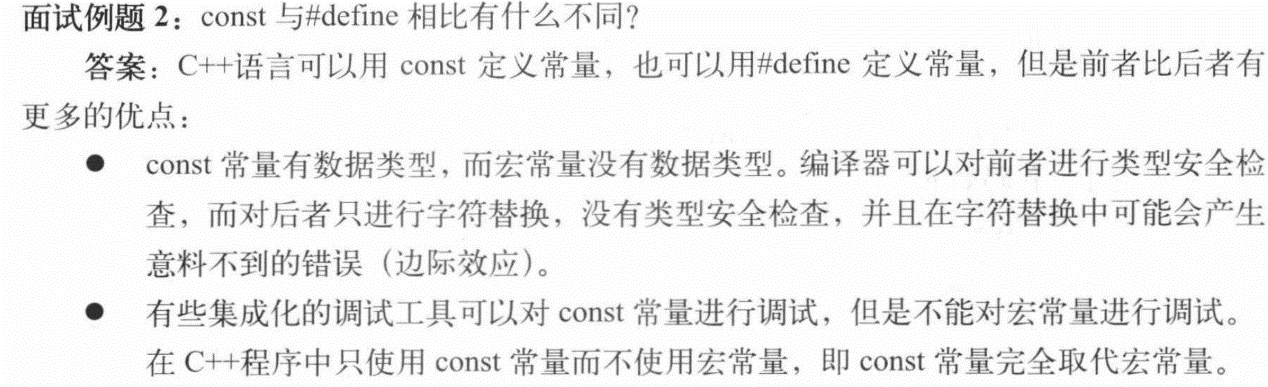 面试例题 2：const 与#define 相比有什么不同？
答案：C++语言可以用 const 定义常量，也可以用#define 定义常量，但是前者比后者有
更多的优点：
● const 常量有数据类型，而宏常量没有数据类型。编译器可以对前者进行类型安全检
查，而对后者只进行字符替换，没有类型安全检查，并且在字符替换中可能会产生
意料不到的错误（边际效应）。
● 有些集成化的调试工具可以对 const 常量进行调试，但是不能对宏常量进行调试。
在 C++程序中只使用 const 常量而不使用宏常量，即 const 常量完全取代宏常量。